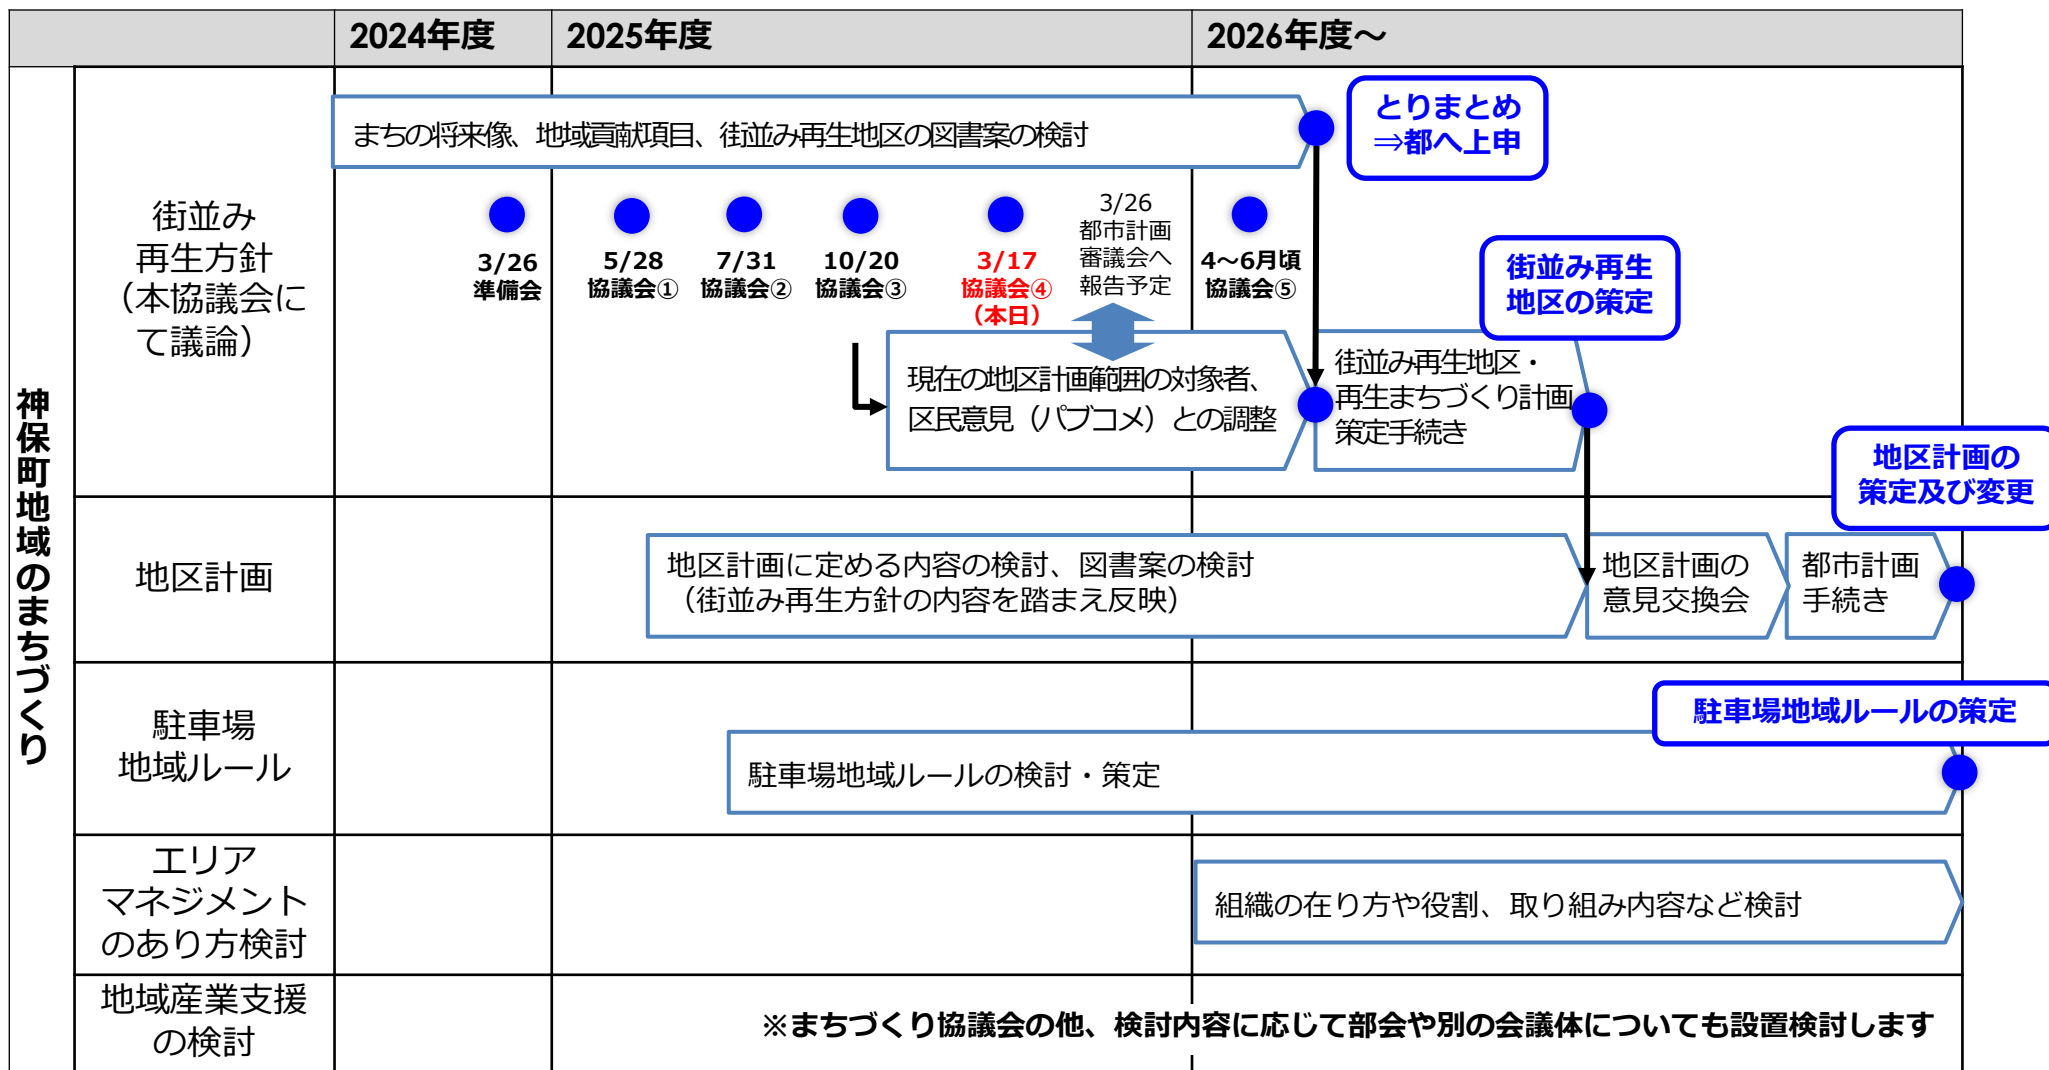 2024年度
2025年度
2026年度～
神保町地域のまちづくり
街並み
再生方針
（本協議会に
て議論）
まちの将来像、地域貢献項目、街並み再生地区の図書案の検討
とりまとめ
⇒都へ上申
3/26
準備会
5/28
協議会①
7/31
協議会②
10/20
協議会③
3/17
協議会④
（本日）
3/26
都市計画
審議会へ
報告予定
4～6月頃
協議会⑤
街並み再生
地区の策定
現在の地区計画範囲の対象者、
区民意見（パブコメ）との調整
街並み再生地区・
再生まちづくり計画
策定手続き
地区計画の
策定及び変更
地区計画
地区計画に定める内容の検討、図書案の検討
（街並み再生方針の内容を踏まえ反映）
地区計画の
意見交換会
都市計画
手続き
駐車場
地域ルール
駐車場地域ルールの策定
駐車場地域ルールの検討・策定
エリア
マネジメント
のあり方検討
組織の在り方や役割、取り組み内容など検討
地域産業支援
の検討
※まちづくり協議会の他、検討内容に応じて部会や別の会議体についても設置検討します